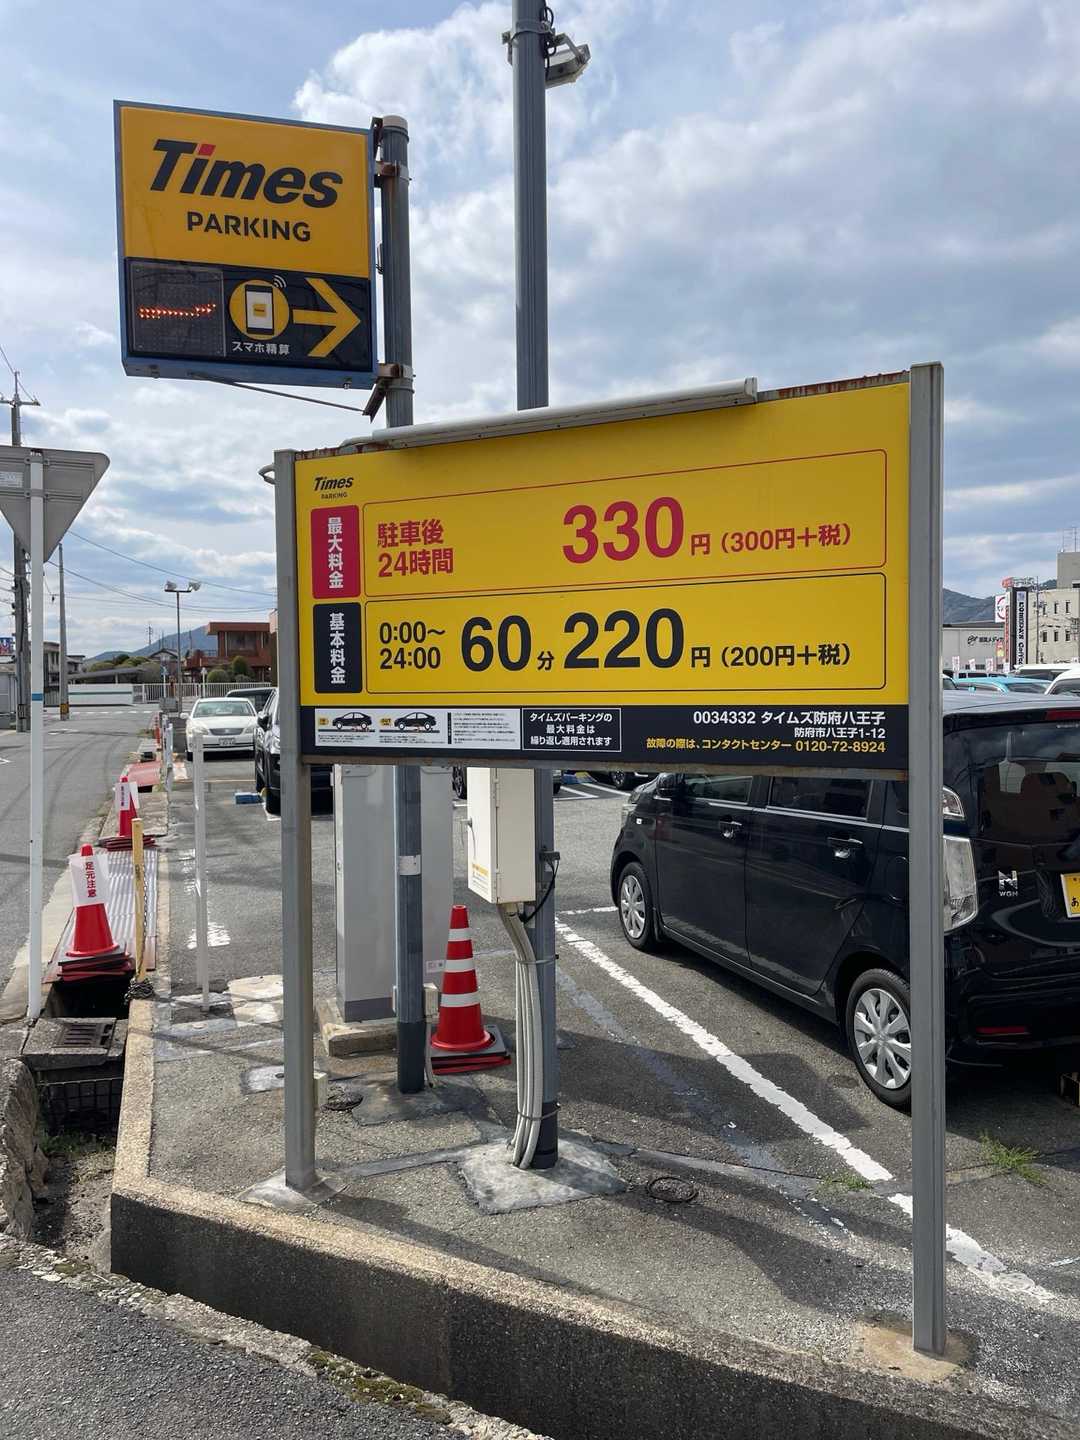 Times
PARKING
スマホ精算
Times
PARKING
最大料金
駐車後
24時間
330円（300円＋税）
基本料金
0:00～
24:00
60分220円（200円＋税）
タイムズパーキングの
最大料金は
繰り返し適用されます
0034332 タイムズ防府八王子
防府市八王子1-12
故障の際は、コンタクトセンター 0120-72-8924
足元注意
N
WGN
あ